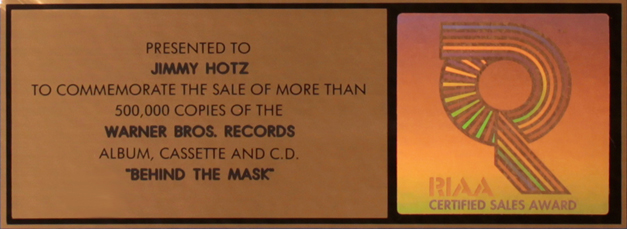 PRESENTED TO
JIMMY HOTZ
TO COMMEMORATE THE SALE OF MORE THAN
500,000 COPIES OF THE
WARNER BROS. RECORDS
ALBUM, CASSETTE AND C.D.
"BEHIND THE MASK"
RIAA
CERTIFIED SALES AWARD